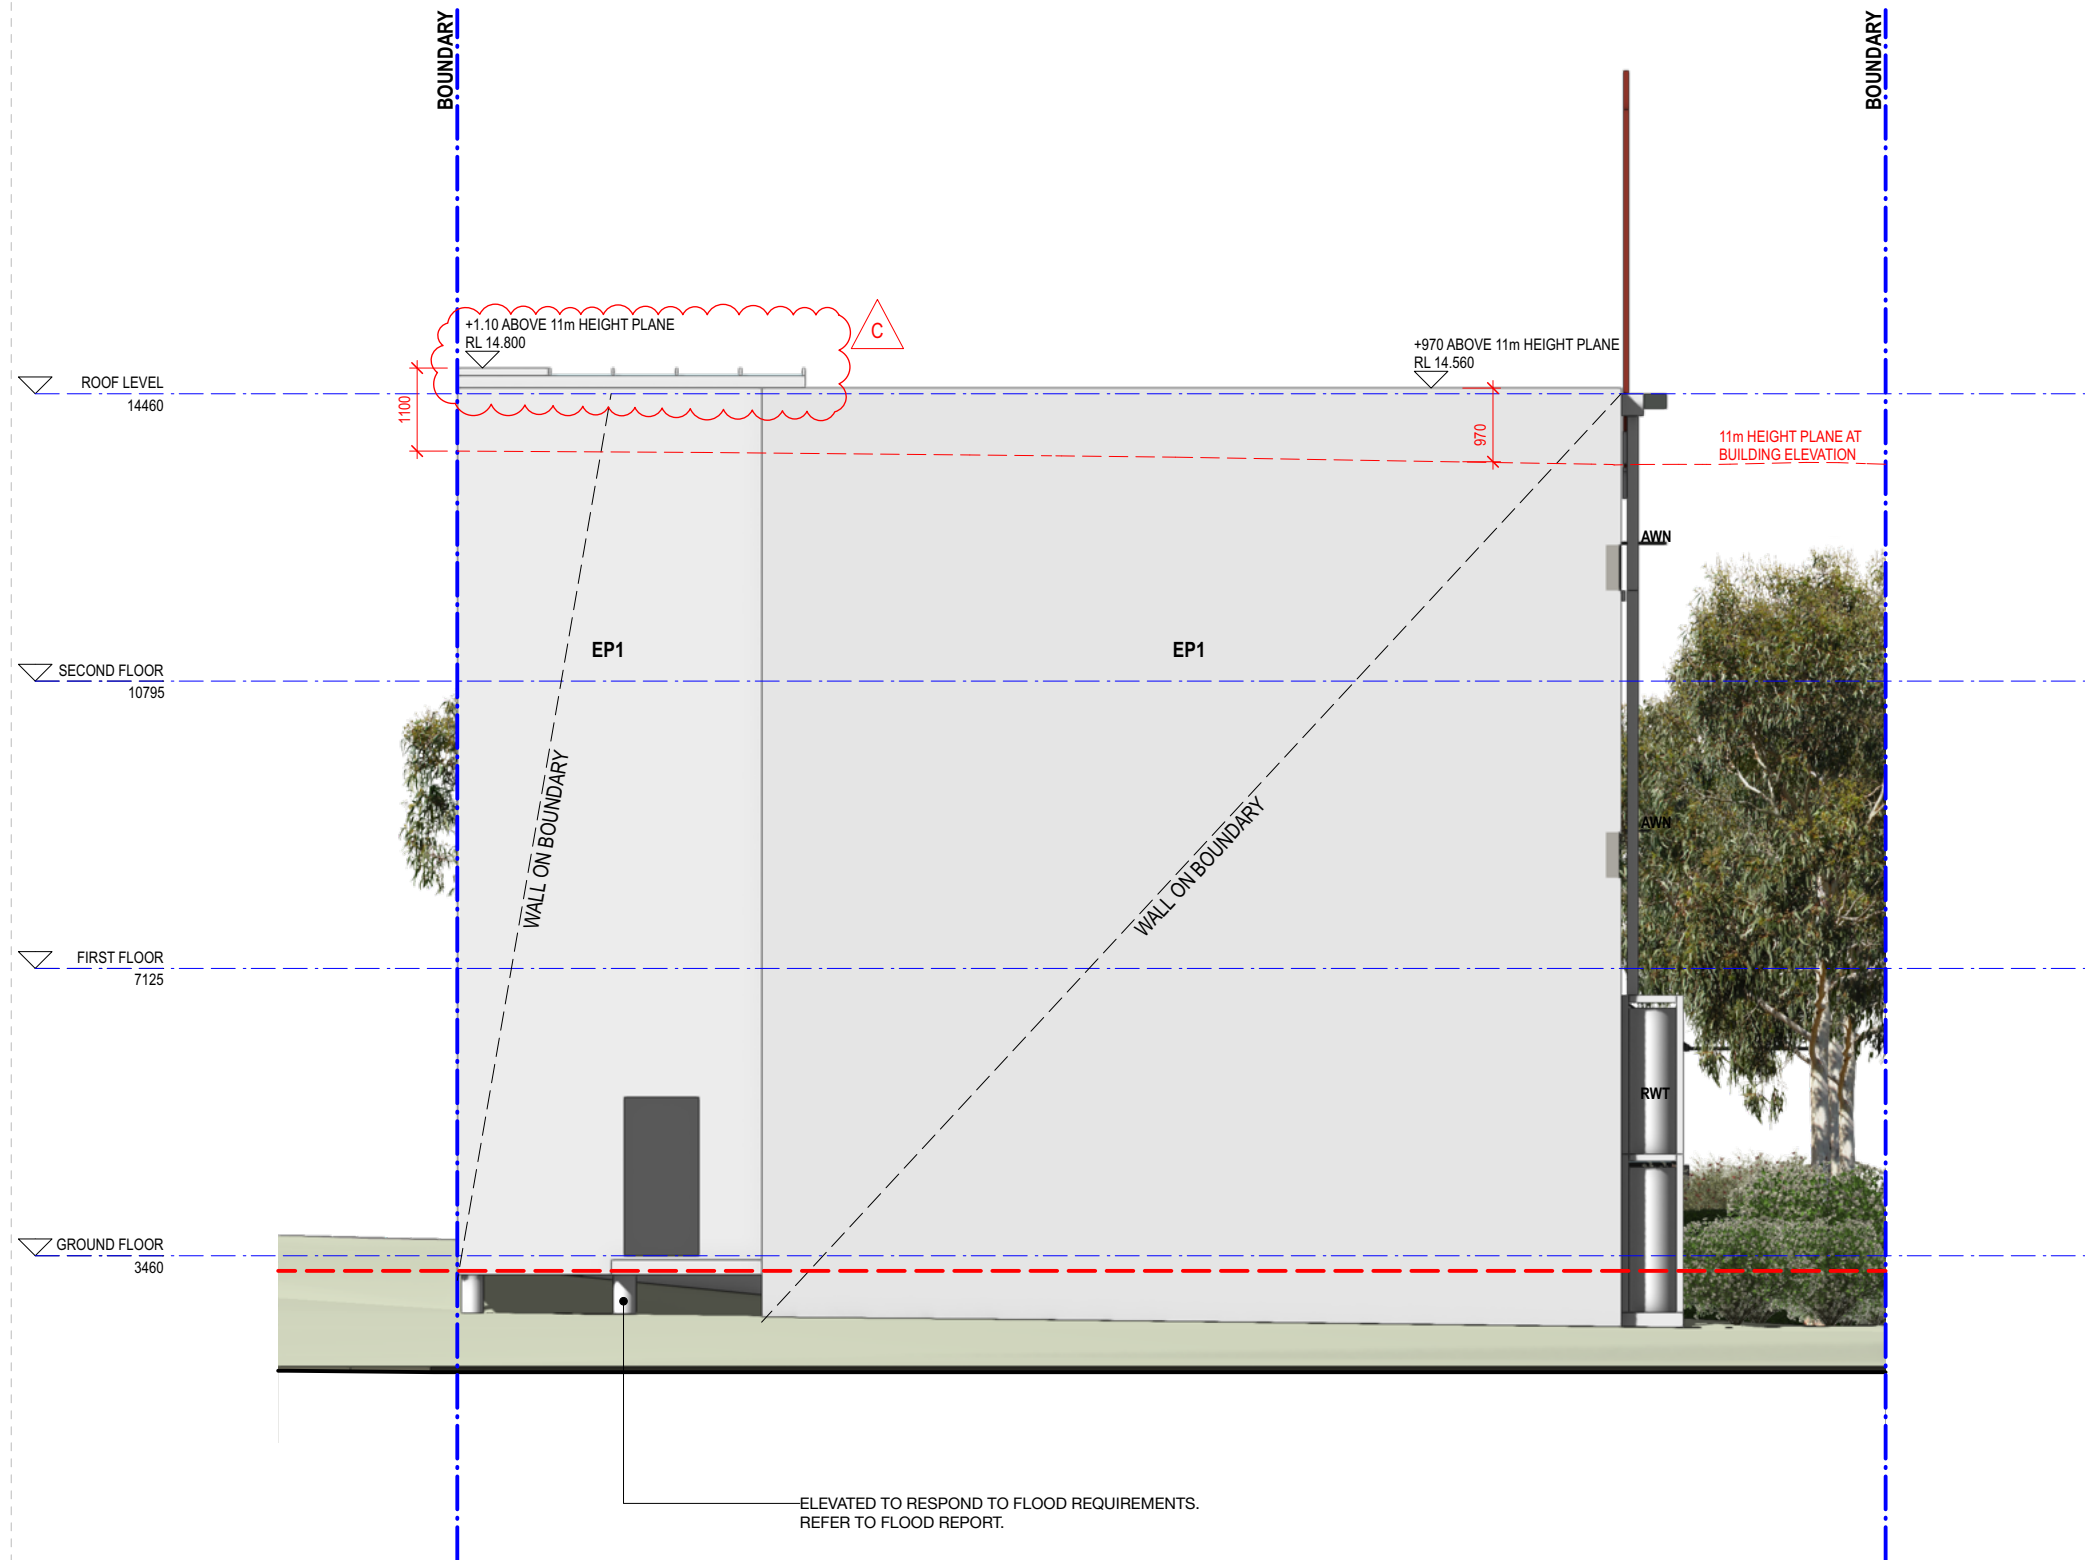 BOUNDARY
BOUNDARY
+1.10 ABOVE 11m HEIGHT PLANE
RL 14.800
C
+970 ABOVE 11m HEIGHT PLANE
RL 14.560
ROOF LEVEL
14460
1100
970
11m HEIGHT PLANE AT
BUILDING ELEVATION
AWN
EP1
EP1
SECOND FLOOR
10795
WALL ON BOUNDARY
WALL ON BOUNDARY
AWN
FIRST FLOOR
7125
RWT
GROUND FLOOR
3460
ELEVATED TO RESPOND TO FLOOD REQUIREMENTS.
REFER TO FLOOD REPORT.